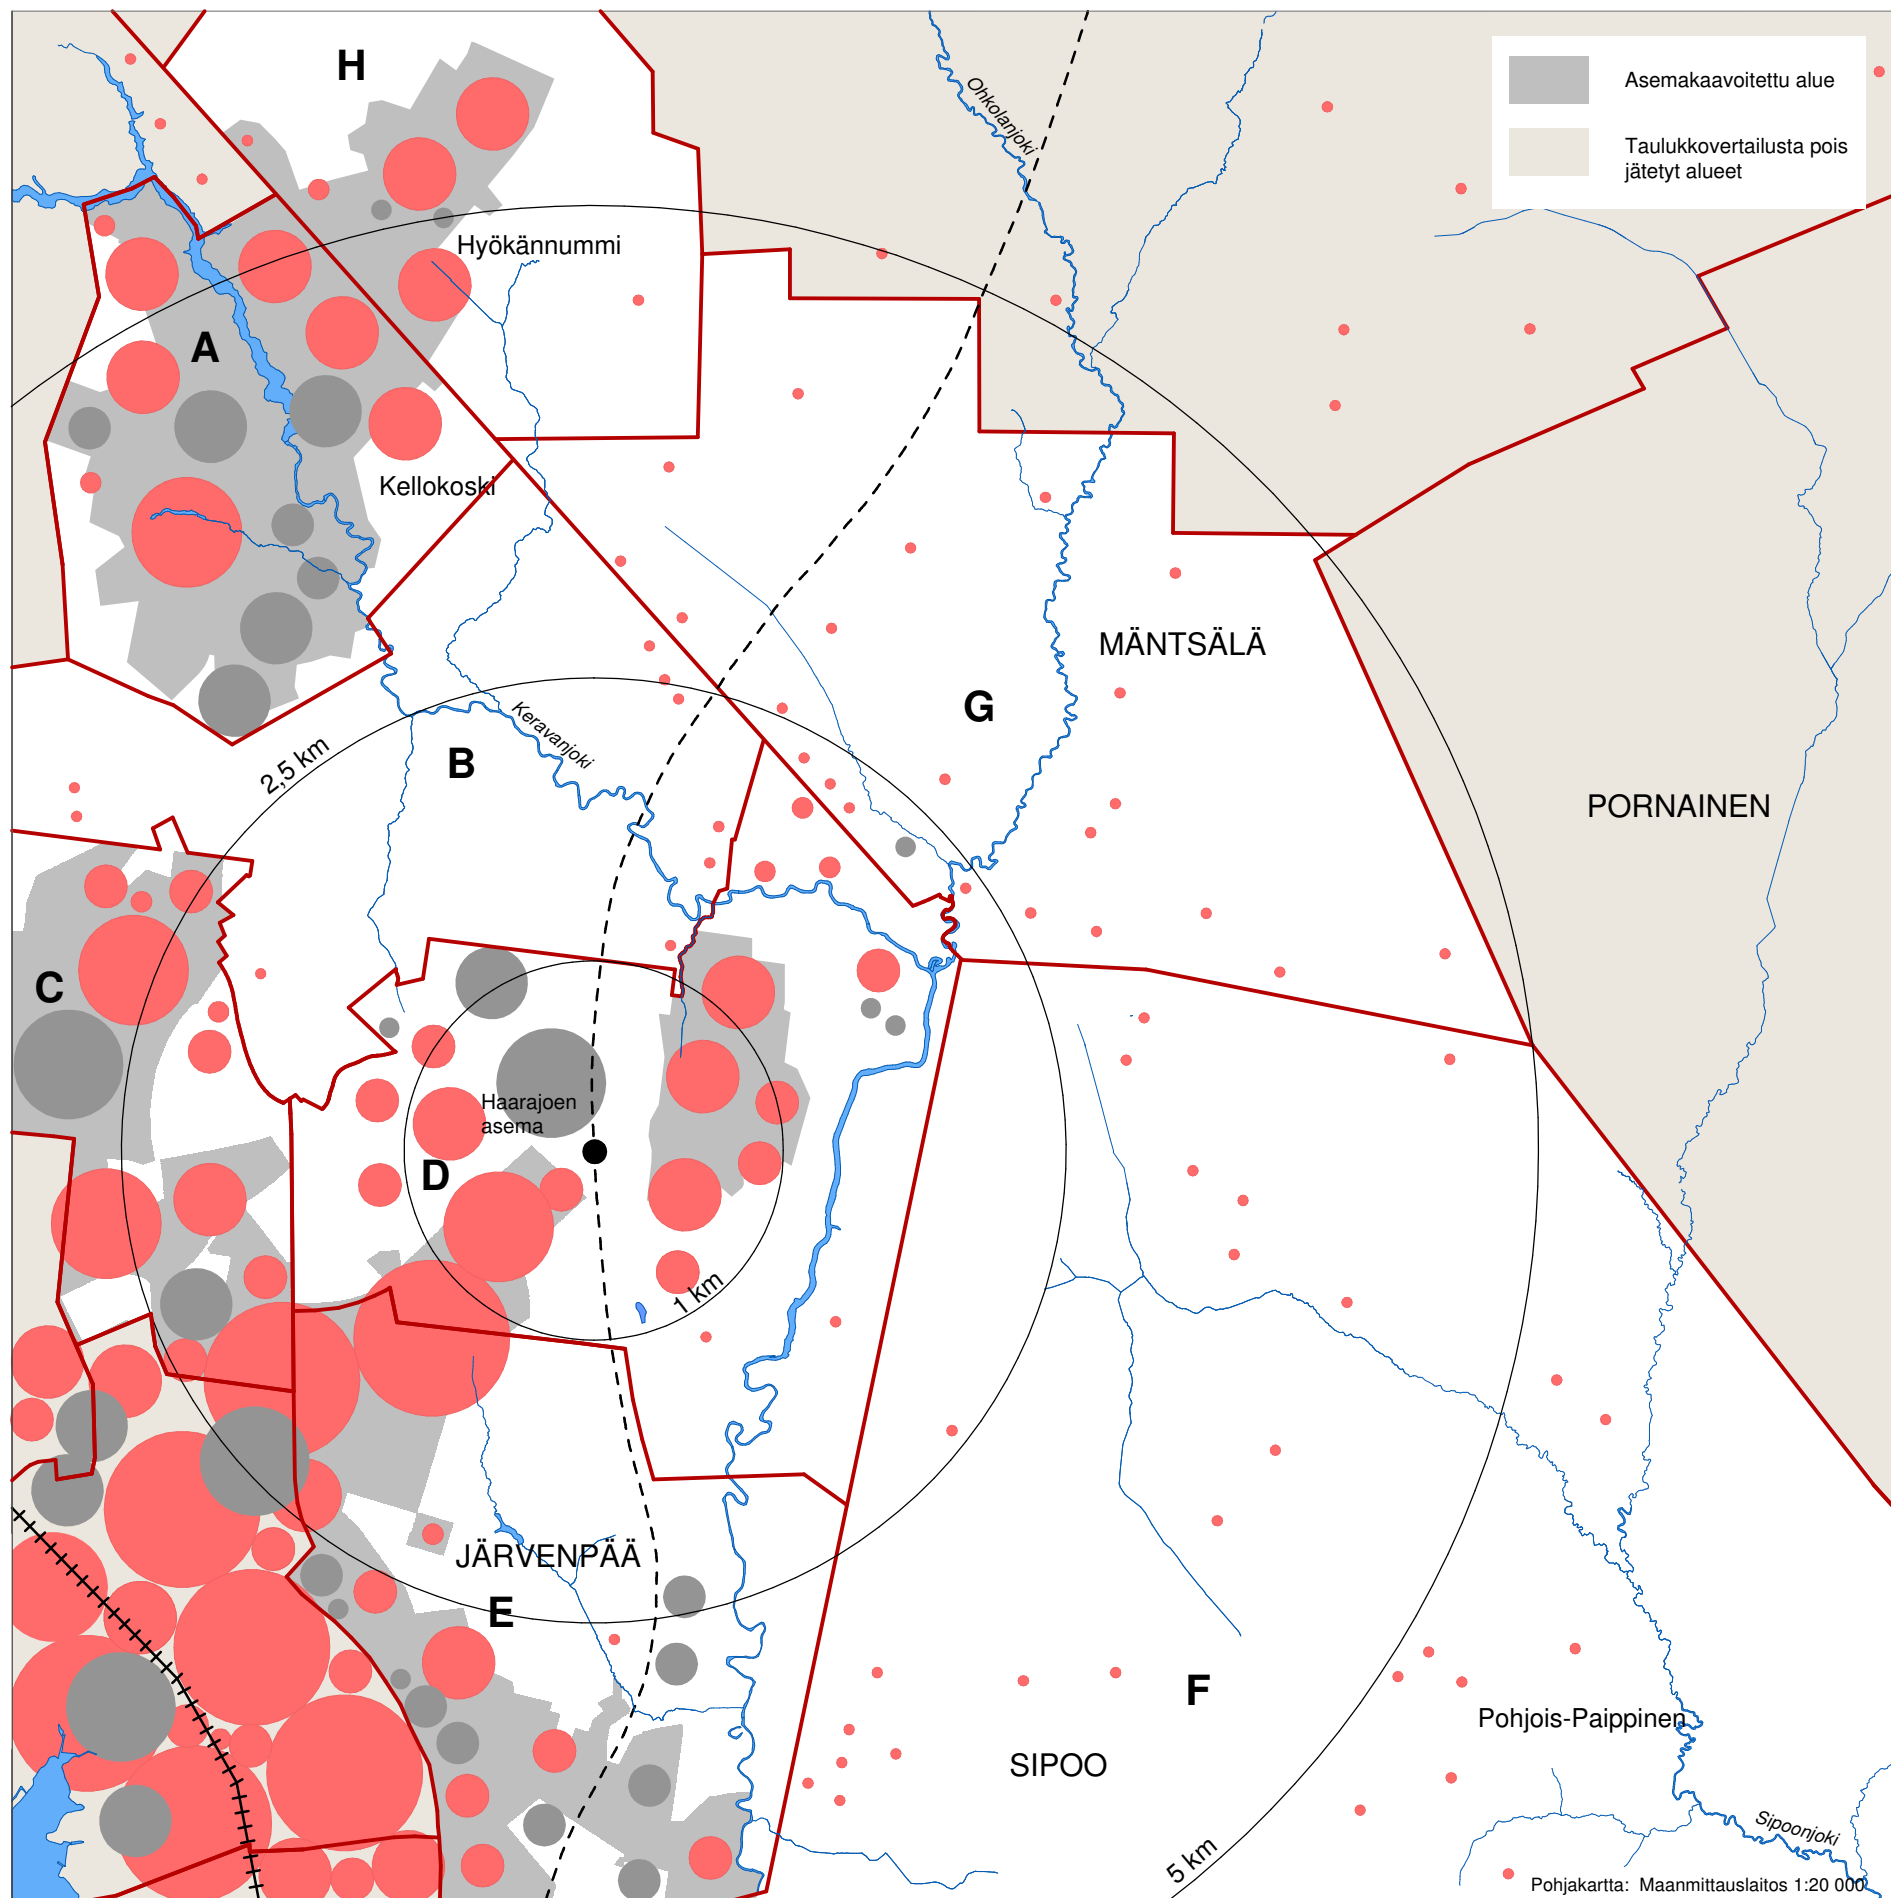 H
Ohkolanjoki
Asemakaavoitettu alue
Taulukkovertailusta pois
jätetyt alueet
Hyökännummi
A
Kellokoski
MÄNTSÄLÄ
G
Keravanjoki
B
2,5 km
PORNAINEN
C
Haarajoen
asema
D
1 km
JÄRVENPÄÄ
E
F
Pohjois-Paippinen
SIPOO
Sipoonjoki
5 km
Pohjakartta: Maanmittauslaitos 1:20 000